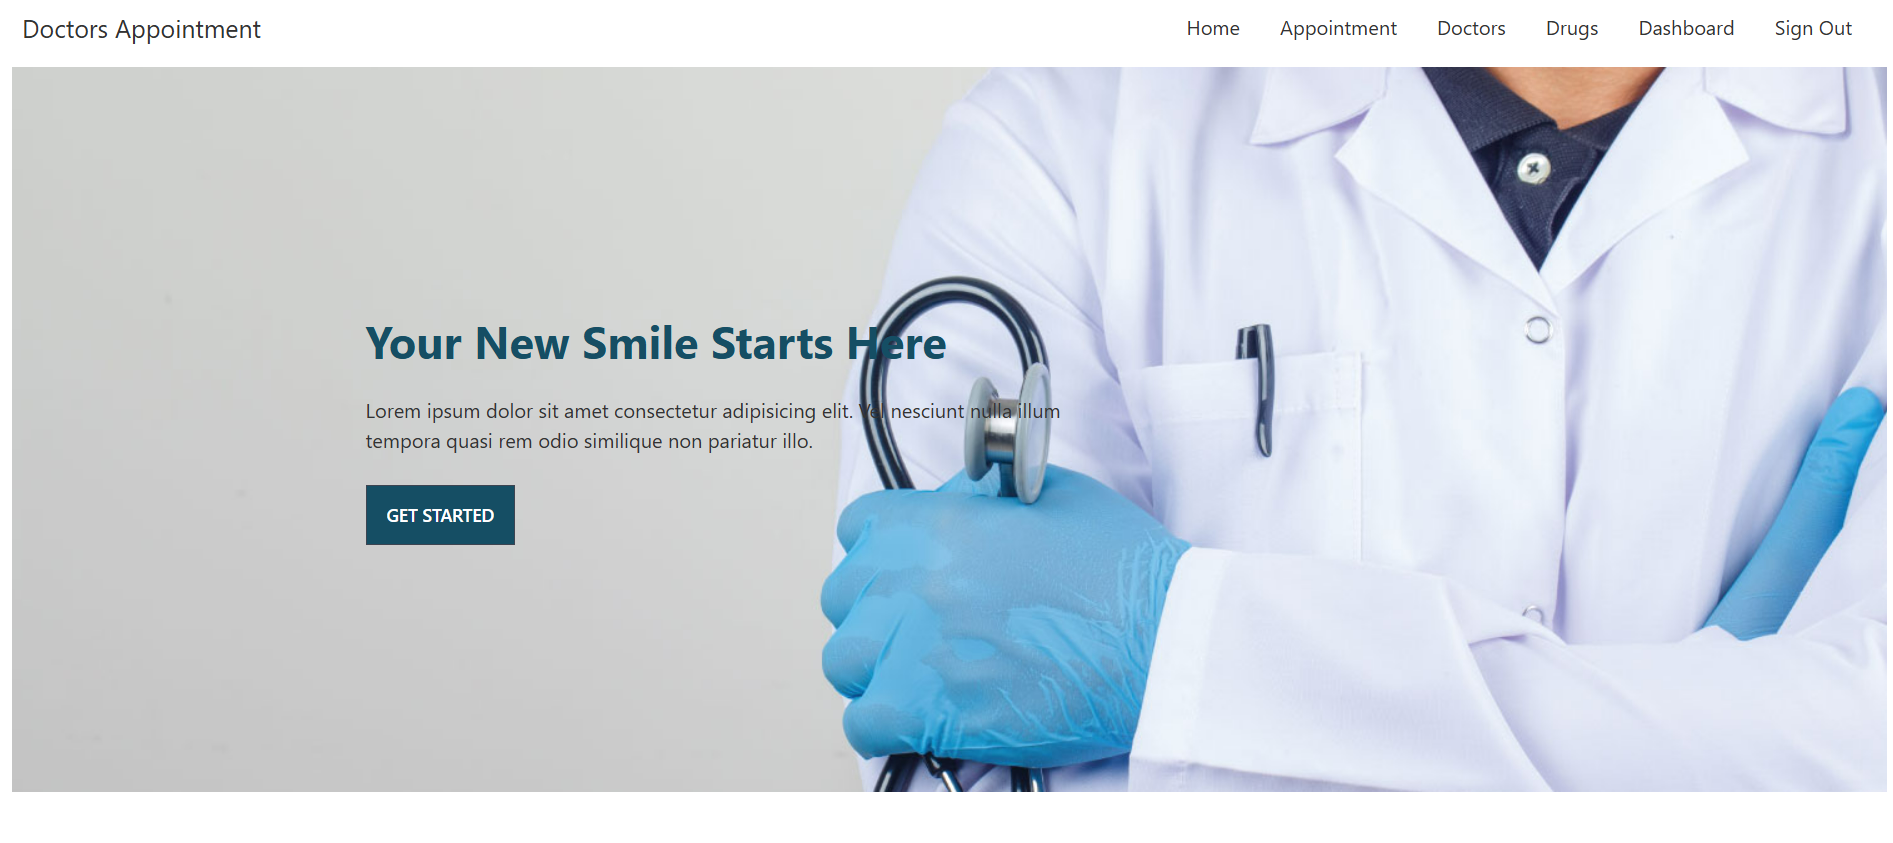 Doctors Appointment
Home Appointment Doctors Drugs Dashboard Sign Out
Your New Smile Starts Here
Lorem ipsum dolor sit amet consectetur adipisicing elit. Vel nesciunt nulla illum
tempora quasi rem odio similique non pariatur illo.
GET STARTED